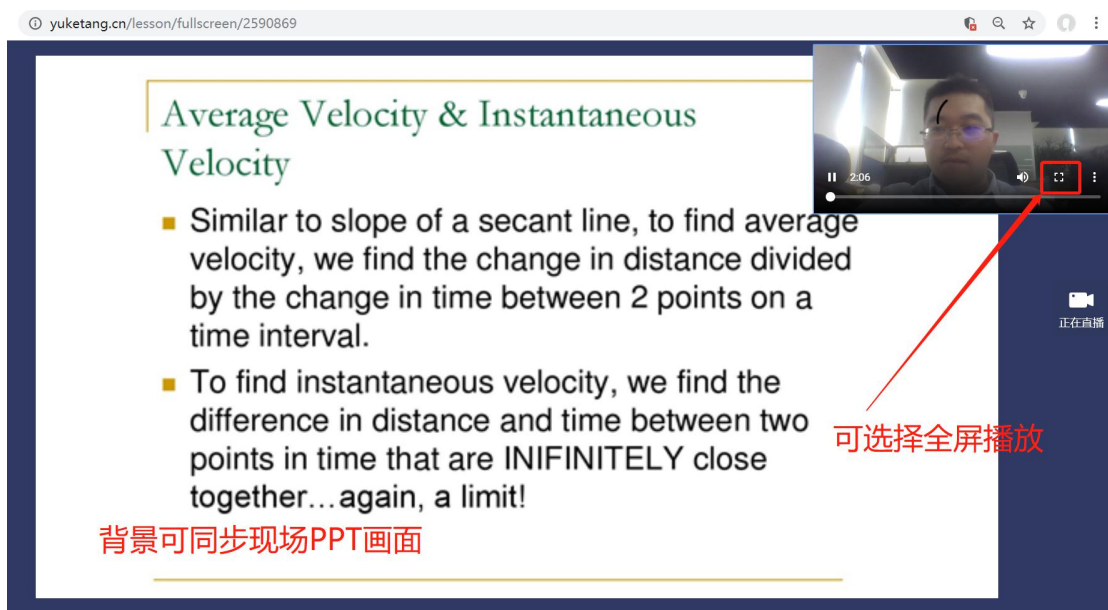 yuketang.cn/lesson/fullscreen/2590869
Average Velocity & Instantaneous
Velocity
2:06
Similar to slope of a secant line, to find average
velocity, we find the change in distance divided
by the change in time between 2 points on a
time interval.
正在直播
To find instantaneous velocity, we find the
difference in distance and time between two
points in time that are INIFINITELY close
together…again, a limit!
可选择全屏播放
背景可同步现场PPT画面